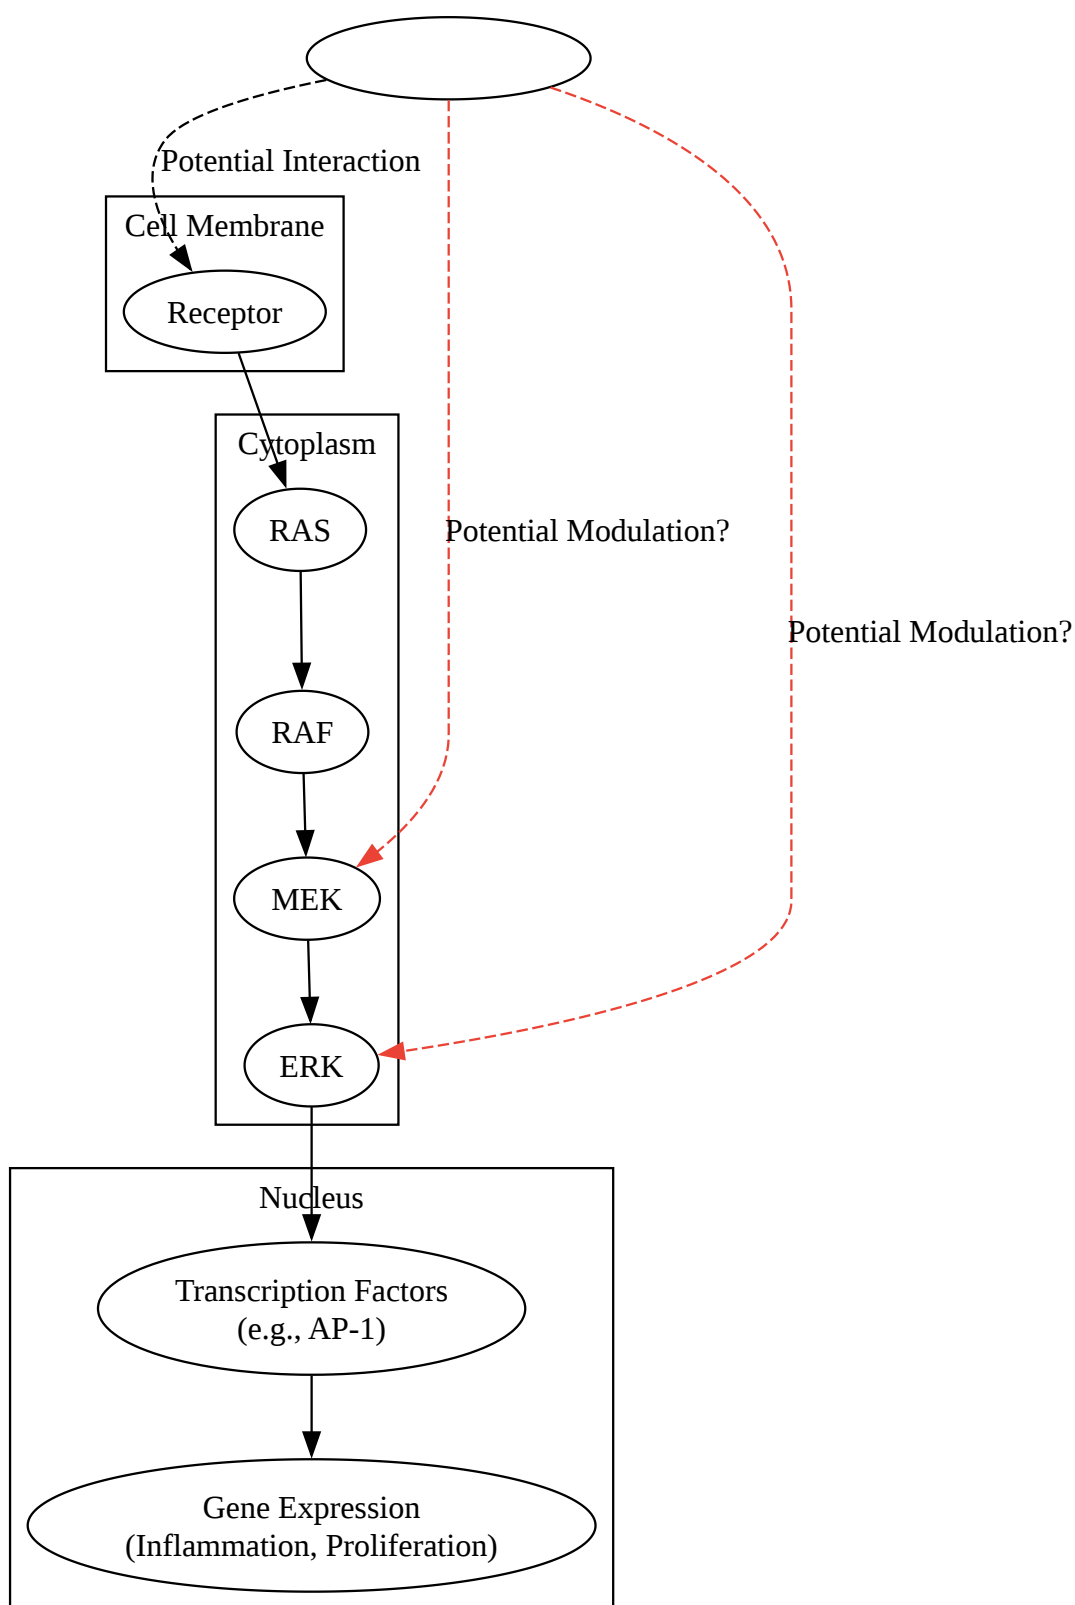 Potential Interaction
Cell Membrane
Receptor
Cytoplasm
RAS
Potential Modulation?
Potential Modulation?
RAF
MEK
ERK
Nucleus
Transcription Factors
(e.g., AP-1)
Gene Expression
(Inflammation, Proliferation)